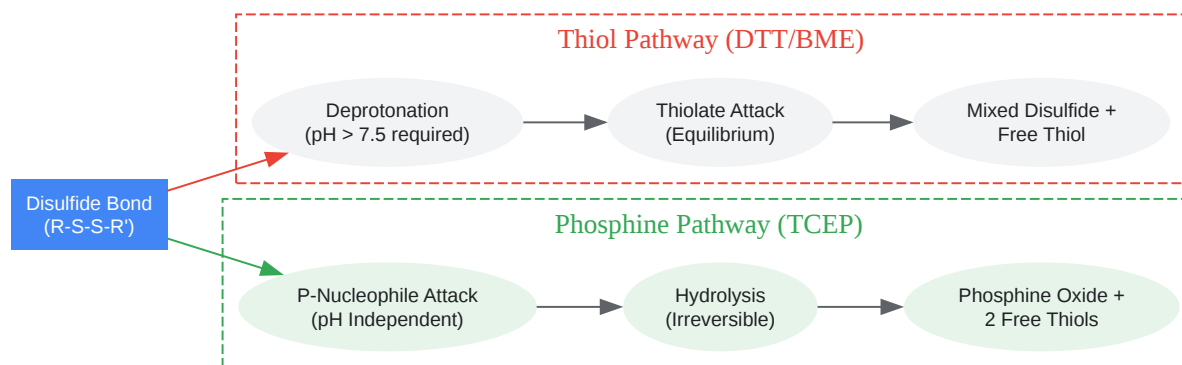 Thiol Pathway (DTT/BME)
Deprotonation
(pH > 7.5 required)
Thiolate Attack
(Equilibrium)
Mixed Disulfide +
Free Thiol
Disulfide Bond
(R-S-S-R')
Phosphine Pathway (TCEP)
P-Nucleophile Attack
(pH Independent)
Hydrolysis
(Irreversible)
Phosphine Oxide +
2 Free Thiols